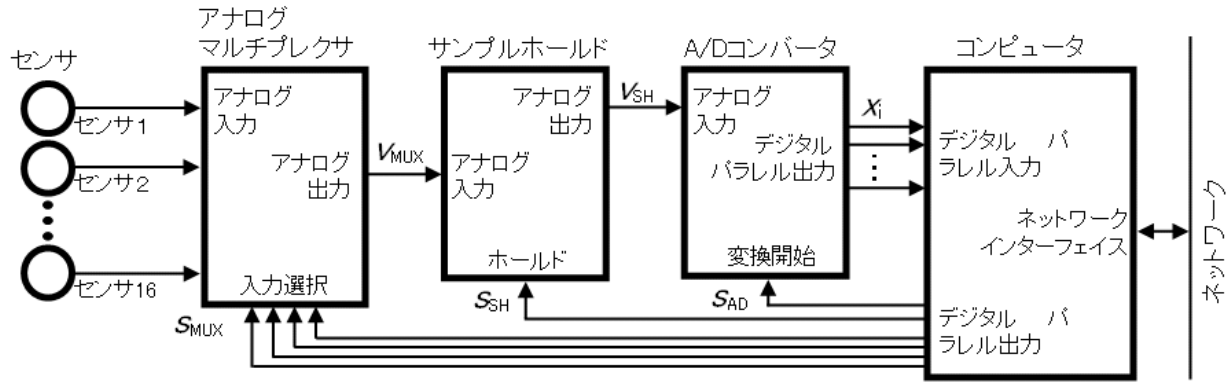 センサ
センサ1
センサ2
センサ16
アナログ
マルチプレクサ
アナログ
入力
アナログ
出力
入力選択
SMUX
VMUX
サンプルホールド
アナログ
出力
アナログ
入力
ホールド
SSH
VSH
A/Dコンバータ
アナログ
入力
デジタル
パラレル出力
変換開始
SAD
Xi
コンピュータ
デジタル パ
ラレル入力
ネットワーク
インターフェイス
デジタル パ
ラレル出力
ネットワーク